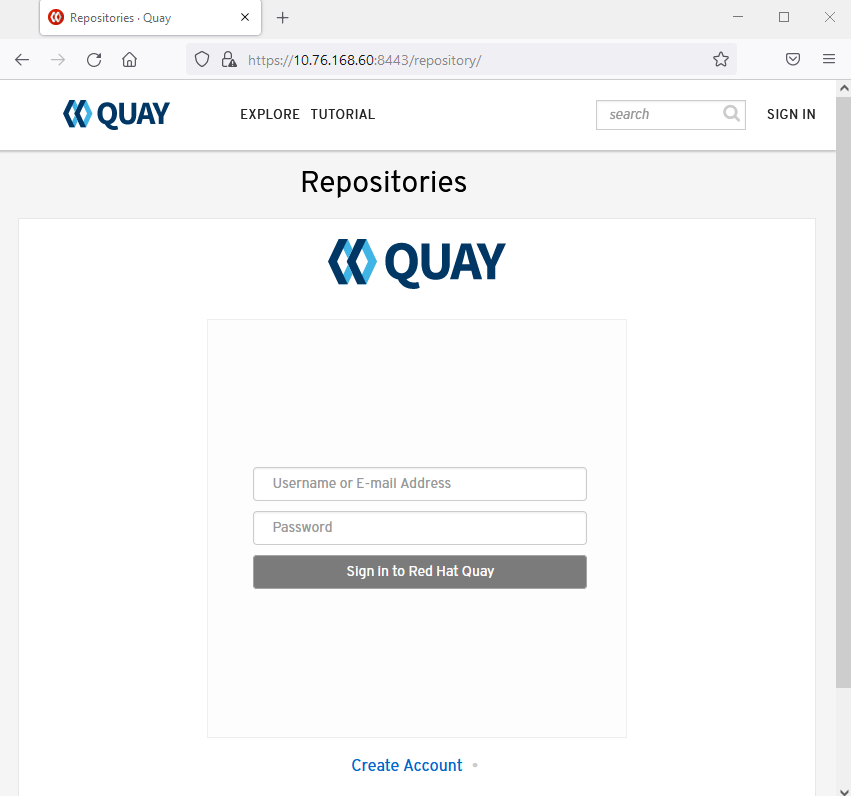 Repositories · Quay
https://10.76.168.60:8443/repository/
QUAY
EXPLORE TUTORIAL
search
SIGN IN
Repositories
QUAY
Username or E-mail Address
Password
Sign in to Red Hat Quay
Create Account